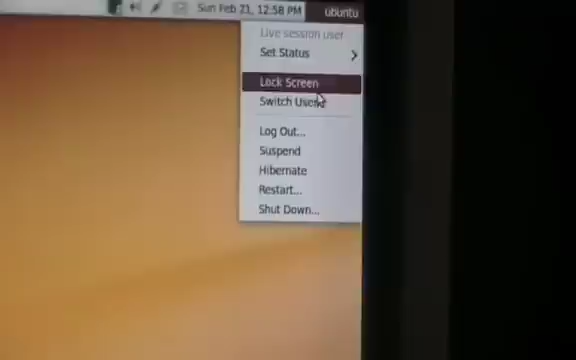 Sun Feb 21, 12:58 PM ubuntu
Live session user
Set Status
Lock Screen
Switch User
Log Out...
Suspend
Hibernate
Restart...
Shut Down...